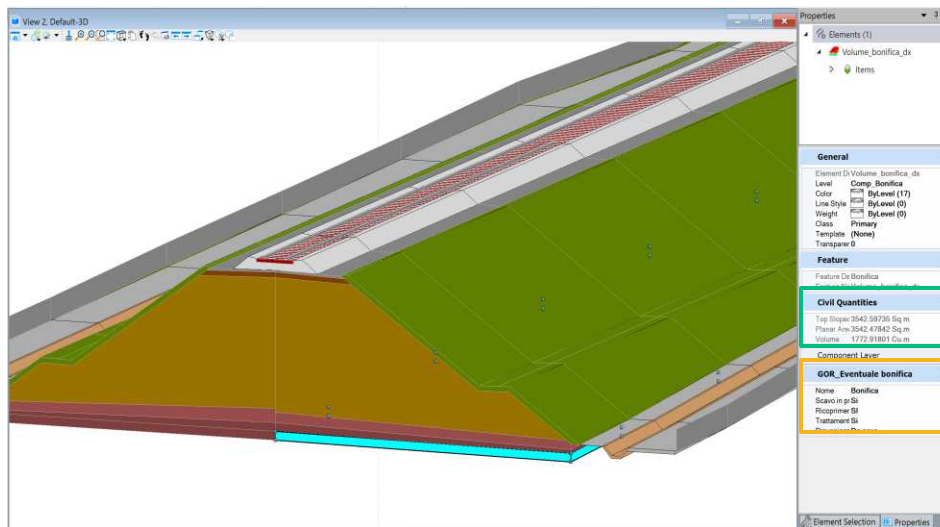 View 2, Default-3D
Properties
Elements (1)
Volume_bonifica_dx
Items
General
Element D Volume_bonifica_dx
Level Comp_Bonifica
Color ByLevel (17)
Line Style ByLevel (0)
Weight ByLevel (0)
Class Primary
Template (None)
Transparer 0
Feature
Feature De Bonifica
Civil Quantities
Top Slope 3542.59735 Sq.m
Planar Are 3542.47842 Sq.m
Volume 1772.91801 Cu.m
Component Layer
GOR_Eventuale bonifica
Nome Bonifica
Scavo in pr Si
Ricoprimer SI
Trattament Si
Element Selection Properties